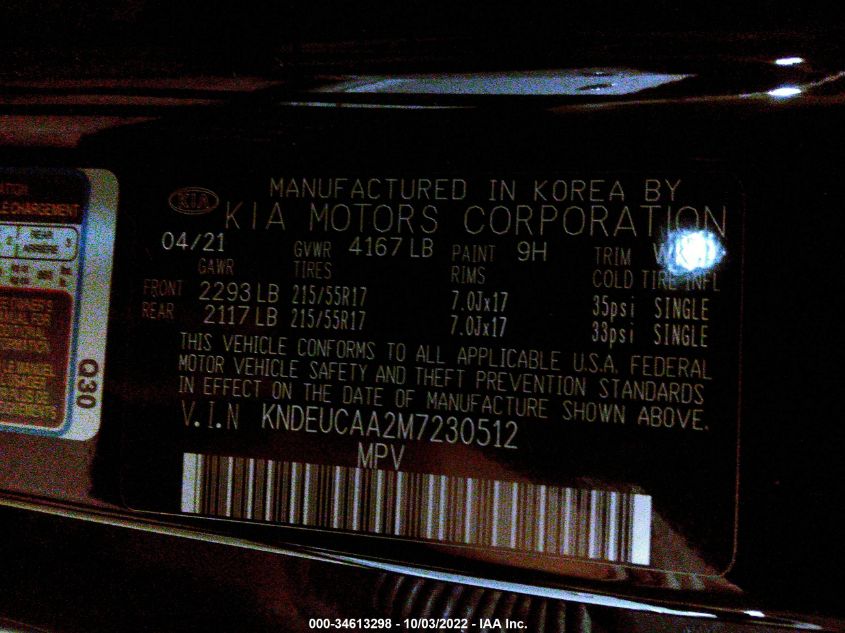 MANUFACTURED IN KOREA BY
KIA KIA MOTORS CORPORATION
04/21 GVWR 4167 LB PAINT 9H TRIM
GAWR TIRES RIMS COLD TIRE INFL
FRONT 2293 LB 215/55R17 7.0Jx17 35psi SINGLE
REAR 2117 LB 215/55R17 7.0Jx17 33psi SINGLE
THIS VEHICLE CONFORMS TO ALL APPLICABLE U.S.A. FEDERAL
MOTOR VEHICLE SAFETY AND THEFT PREVENTION STANDARDS
IN EFFECT ON THE DATE OF MANUFACTURE SHOWN ABOVE.
V.I.N KNDEUCAA2M7230512
MPV
CHARGEMENT
REAR
ARRIERE
Q30
000-34613298 - 10/03/2022 - IAA Inc.